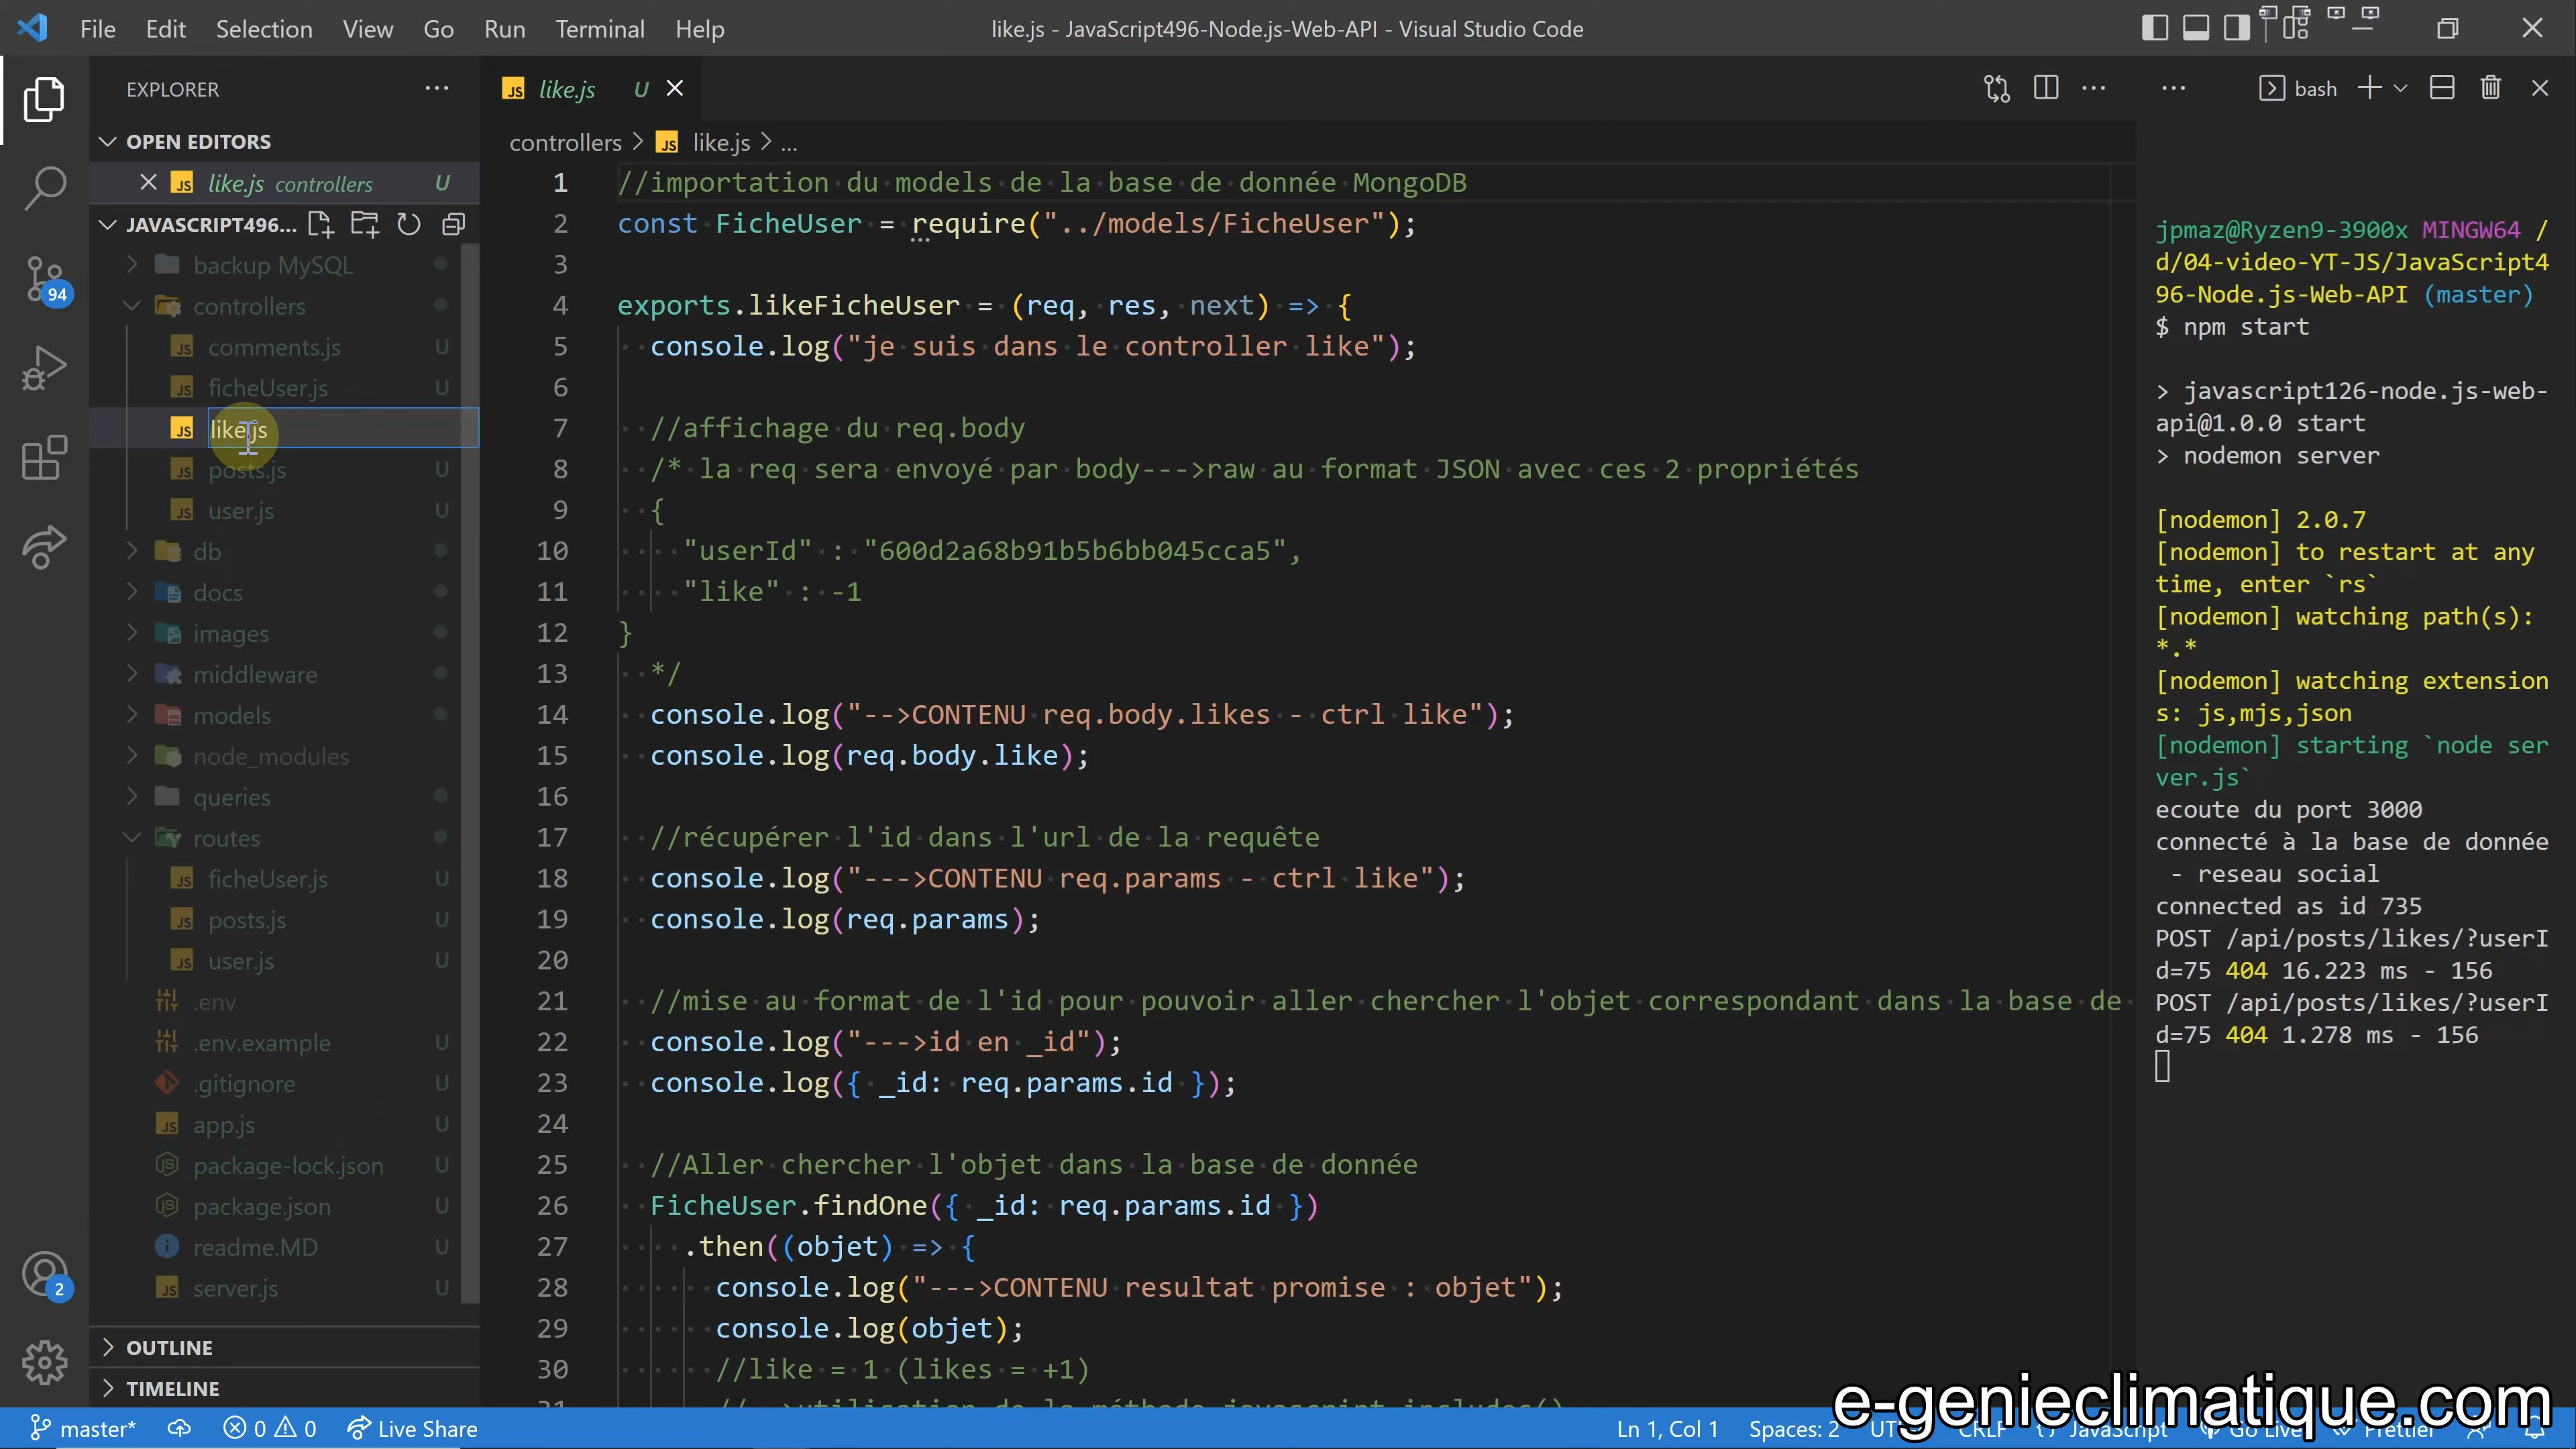 File Edit Selection View Go Run Terminal Help
like.js - JavaScript496-Node.js-Web-API - Visual Studio Code
EXPLORER
OPEN EDITORS
like.js controllers U
JAVASCRIPT496...
backup MySQL
controllers
comments.js U
ficheUser.js U
like.js
posts.js U
user.js U
db
docs
images
middleware
models
node_modules
queries
routes
ficheUser.js U
posts.js U
user.js U
.env
.env.example U
.gitignore U
app.js U
package-lock.json U
package.json U
readme.MD U
server.js U
OUTLINE
TIMELINE
94
2
like.js U
controllers > like.js > ...
1 //importation du models de la base de donnée MongoDB
2 const FicheUser = require("../models/FicheUser");
3
4 exports.likeFicheUser = (req, res, next) => {
5 console.log("je suis dans le controller like");
6
7 //affichage du req.body
8 /* la req sera envoyé par body--->raw au format JSON avec ces 2 propriétés
9 {
10 "userId" : "600d2a68b91b5b6bb045cca5",
11 "like" : -1
12 }
13 */
14 console.log("-->CONTENU req.body.likes - ctrl like");
15 console.log(req.body.like);
16
17 //récupérer l'id dans l'url de la requête
18 console.log("--->CONTENU req.params - ctrl like");
19 console.log(req.params);
20
21 //mise au format de l'id pour pouvoir aller chercher l'objet correspondant dans la base de
22 console.log("--->id en _id");
23 console.log({ _id: req.params.id });
24
25 //Aller chercher l'objet dans la base de donnée
26 FicheUser.findOne({ _id: req.params.id })
27 .then((objet) => {
28 console.log("--->CONTENU resultat promise : objet");
29 console.log(objet);
30 //like = 1 (likes = +1)
bash
jpmaz@Ryzen9-3900x MINGW64 /
d/04-video-YT-JS/JavaScript4
96-Node.js-Web-API (master)
$ npm start
> javascript126-node.js-web-
api@1.0.0 start
> nodemon server
[nodemon] 2.0.7
[nodemon] to restart at any
time, enter `rs`
[nodemon] watching path(s):
*.*
[nodemon] watching extension
s: js,mjs,json
[nodemon] starting `node ser
ver.js`
ecoute du port 3000
connecté à la base de donnée
- reseau social
connected as id 735
POST /api/posts/likes/?userI
d=75 404 16.223 ms - 156
POST /api/posts/likes/?userI
d=75 404 1.278 ms - 156
e-genieclimatique.com
master* 0 0 Live Share
Ln 1, Col 1 Spaces: 2 CRLF JavaScript Go Live Prettier